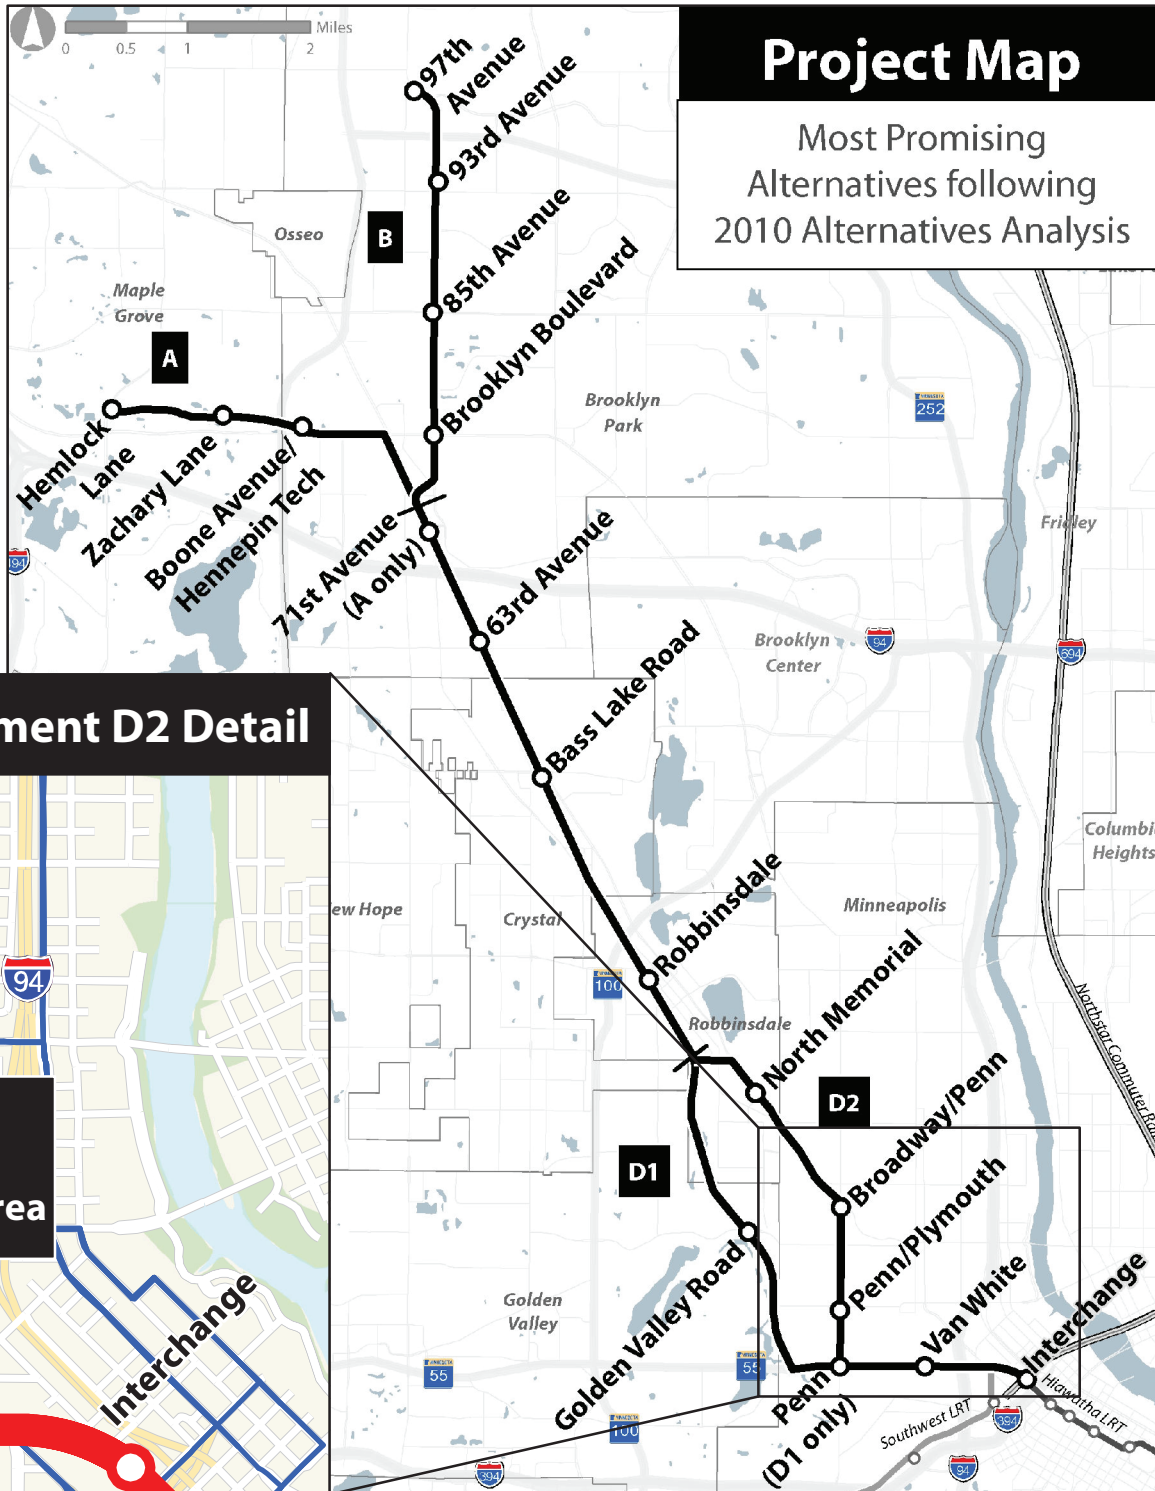 Miles
0
0.5
1
2
Project Map
Most Promising
Alternatives following
2010 Alternatives Analysis
97th
Avenue
93rd Avenue
B
Osseo
85th Avenue
Maple
Grove
Brooklyn Boulevard
A
Brooklyn
Park
252
Hemlock
Lane
Zachary Lane
Boone Avenue/
Hennepin Tech
71st Avenue
(A only)
63rd Avenue
Fridley
94
Brooklyn
Center
694
Bass Lake Road
ment D2 Detail
Columbi
Heights
ew Hope
Crystal
Minneapolis
Robbinsdale
100
94
Robbinsdale
North Memorial
Northstar Commuter Rail
D2
Broadway/Penn
D1
Penn/Plymouth
rea
Golden Valley Road
Van White
Interchange
Interchange
Golden
Valley
55
55
Penn
(D1 only)
Hiawatha LRT
Southwest LRT
394
100
394
94